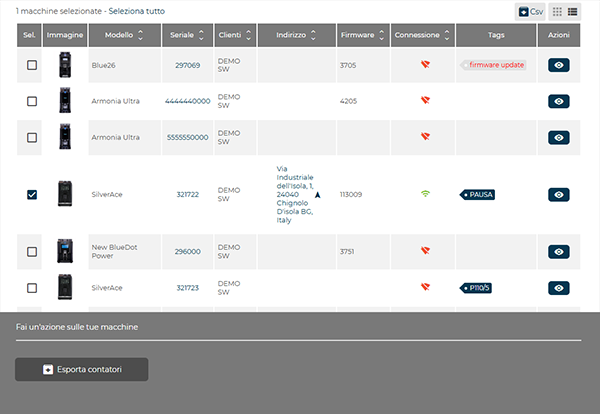 1 macchine selezionate - Seleziona tutto
Csv
Sel. Immagine Modello Seriale Clienti Indirizzo Firmware Connessione Tags Azioni
Blue26 297069 DEMO SW 3705 firmware update
Armonia Ultra 4444440000 DEMO SW 4205
Armonia Ultra 5555550000 DEMO SW
SilverAce 321722 DEMO SW
Via
Industriale
dell'Isola, 1,
24040
Chignolo
D'isola BG,
Italy
113009 PAUSA
New BlueDot
Power
296000 DEMO SW 3751
SilverAce 321723 DEMO SW P110/5
Fai un'azione sulle tue macchine
Esporta contatori